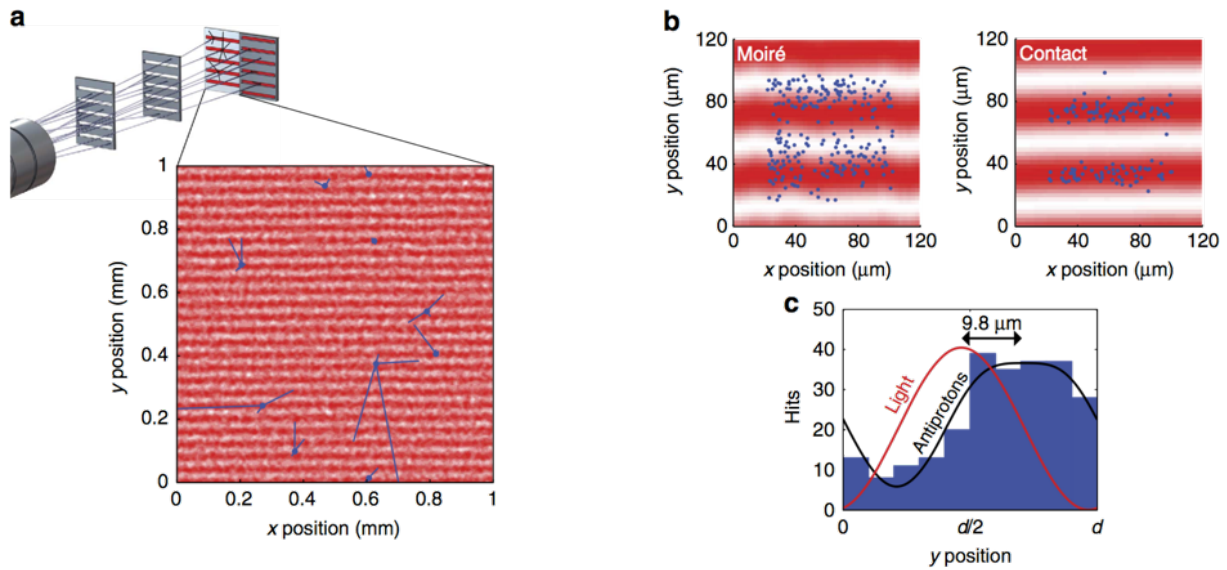 a
1
0.8
0.6
0.4
0.2
0
0 0.2 0.4 0.6 0.8 1
y position (mm)
x position (mm)
b
120
80
40
0
0 40 80 120
y position (μm)
x position (μm)
Moiré
120
80
40
0
0 40 80 120
y position (μm)
x position (μm)
Contact
c
50
40
30
20
10
0
0 d/2 d
Hits
y position
9.8 μm
Light
Antiprotons